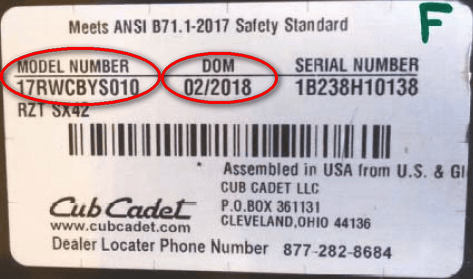 F
Meets ANSI B71.1-2017 Safety Standard
MODEL NUMBER DOM SERIAL NUMBER
17RWCBYS010 02/2018 1B238H10138
RZT SX42
Assembled in USA from U.S. &
CUB CADET LLC
P.O.BOX 361131
CLEVELAND,OHIO 44136
Cub Cadet
www.cubcadet.com
Dealer Locater Phone Number 877-282-8684